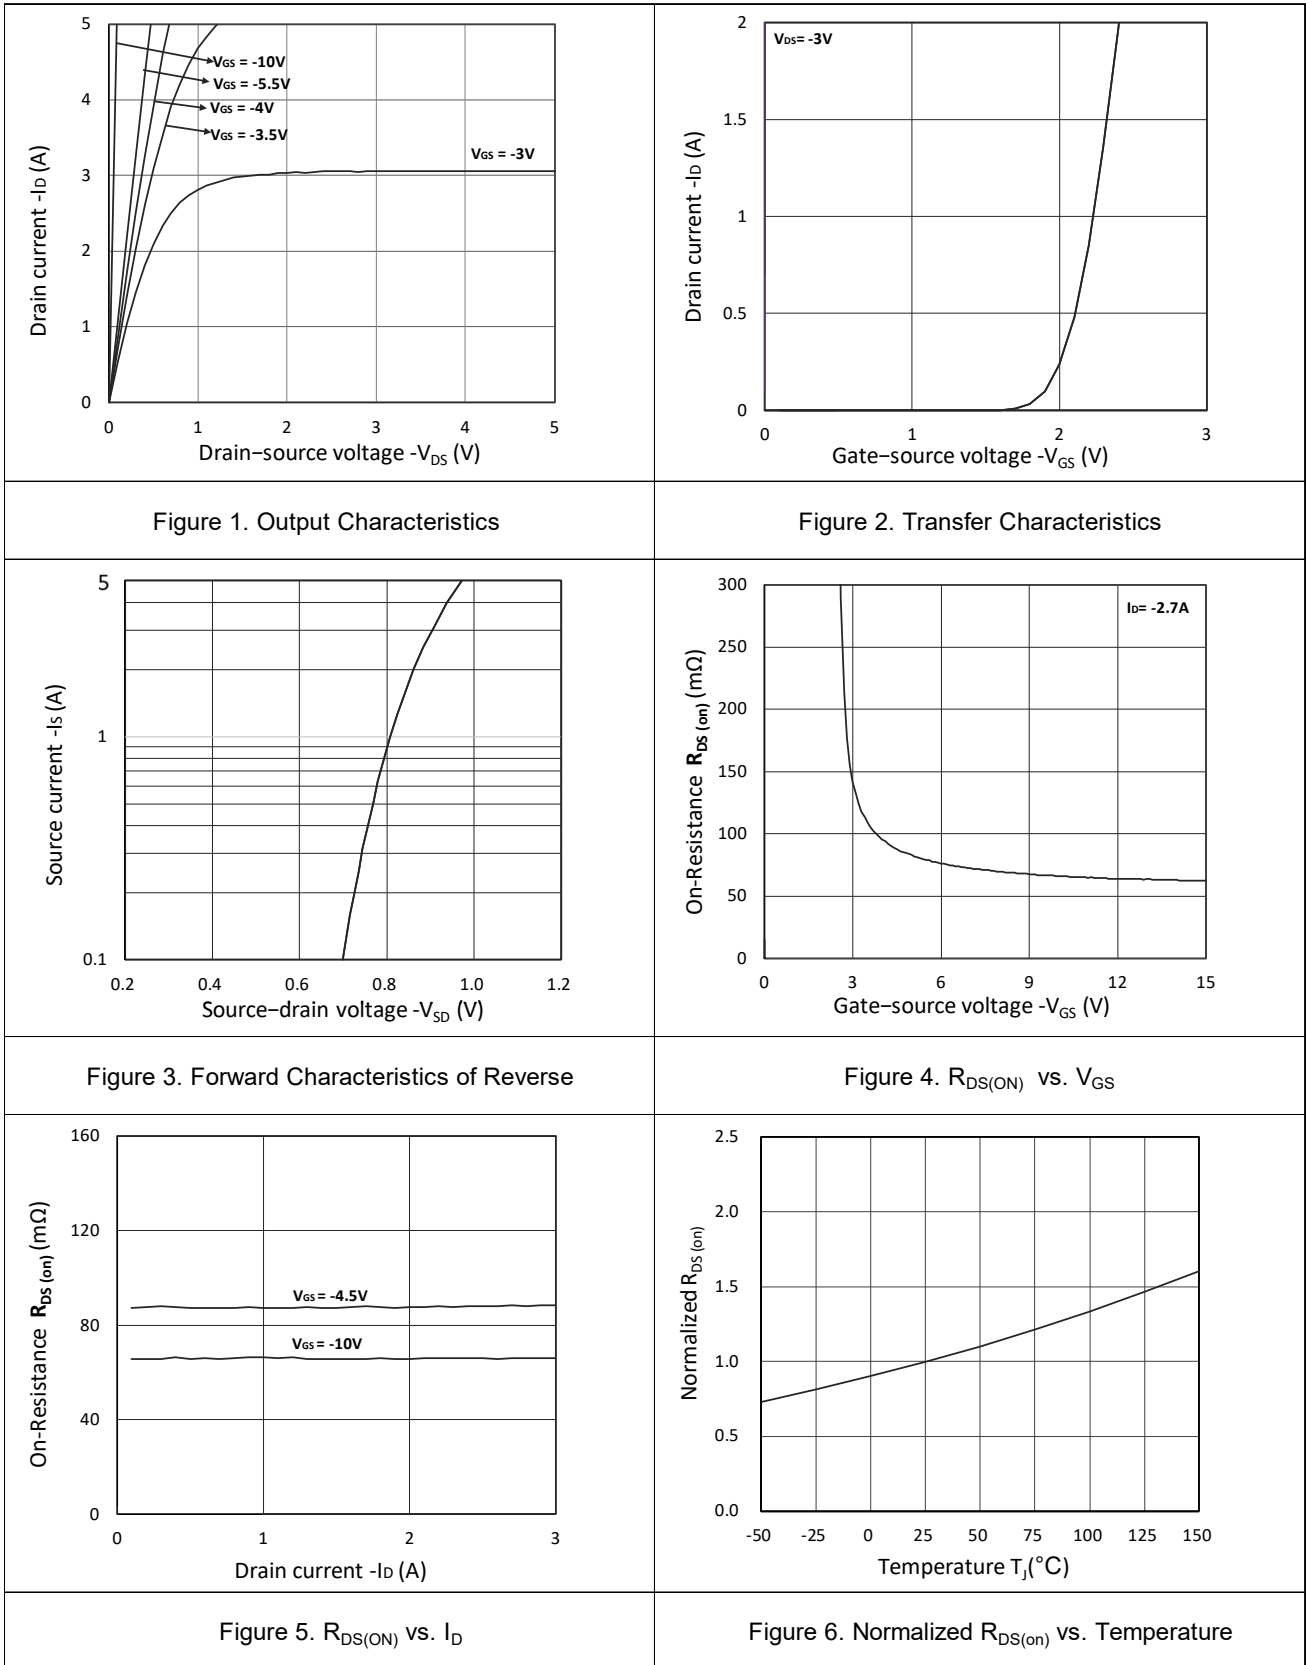 5
4
3
2
1
0
0 1 2 3 4 5
Drain current -ID (A)
VGS = -10V
VGS = -5.5V
VGS = -4V
VGS = -3.5V
VGS = -3V
Drain−source voltage -VDS (V)
Figure 1. Output Characteristics
2
1.5
1
0.5
0
0 1 2 3
Drain current -ID (A)
VDS= -3V
Gate−source voltage -VGS (V)
Figure 2. Transfer Characteristics
5
1
0.1
0.2 0.4 0.6 0.8 1.0 1.2
Source current -IS (A)
Source−drain voltage -VSD (V)
Figure 3. Forward Characteristics of Reverse
300
250
200
150
100
50
0
0 3 6 9 12 15
On-Resistance RDS (on) (mΩ)
ID= -2.7A
Gate−source voltage -VGS (V)
Figure 4. RDS(ON) vs. VGS
160
120
80
40
0
0 1 2 3
On-Resistance RDS (on) (mΩ)
VGS = -4.5V
VGS = -10V
Drain current -ID (A)
Figure 5. RDS(ON) vs. ID
2.5
2.0
1.5
1.0
0.5
0.0
-50 -25 0 25 50 75 100 125 150
Normalized RDS (on)
Temperature TJ(°C)
Figure 6. Normalized RDS(on) vs. Temperature